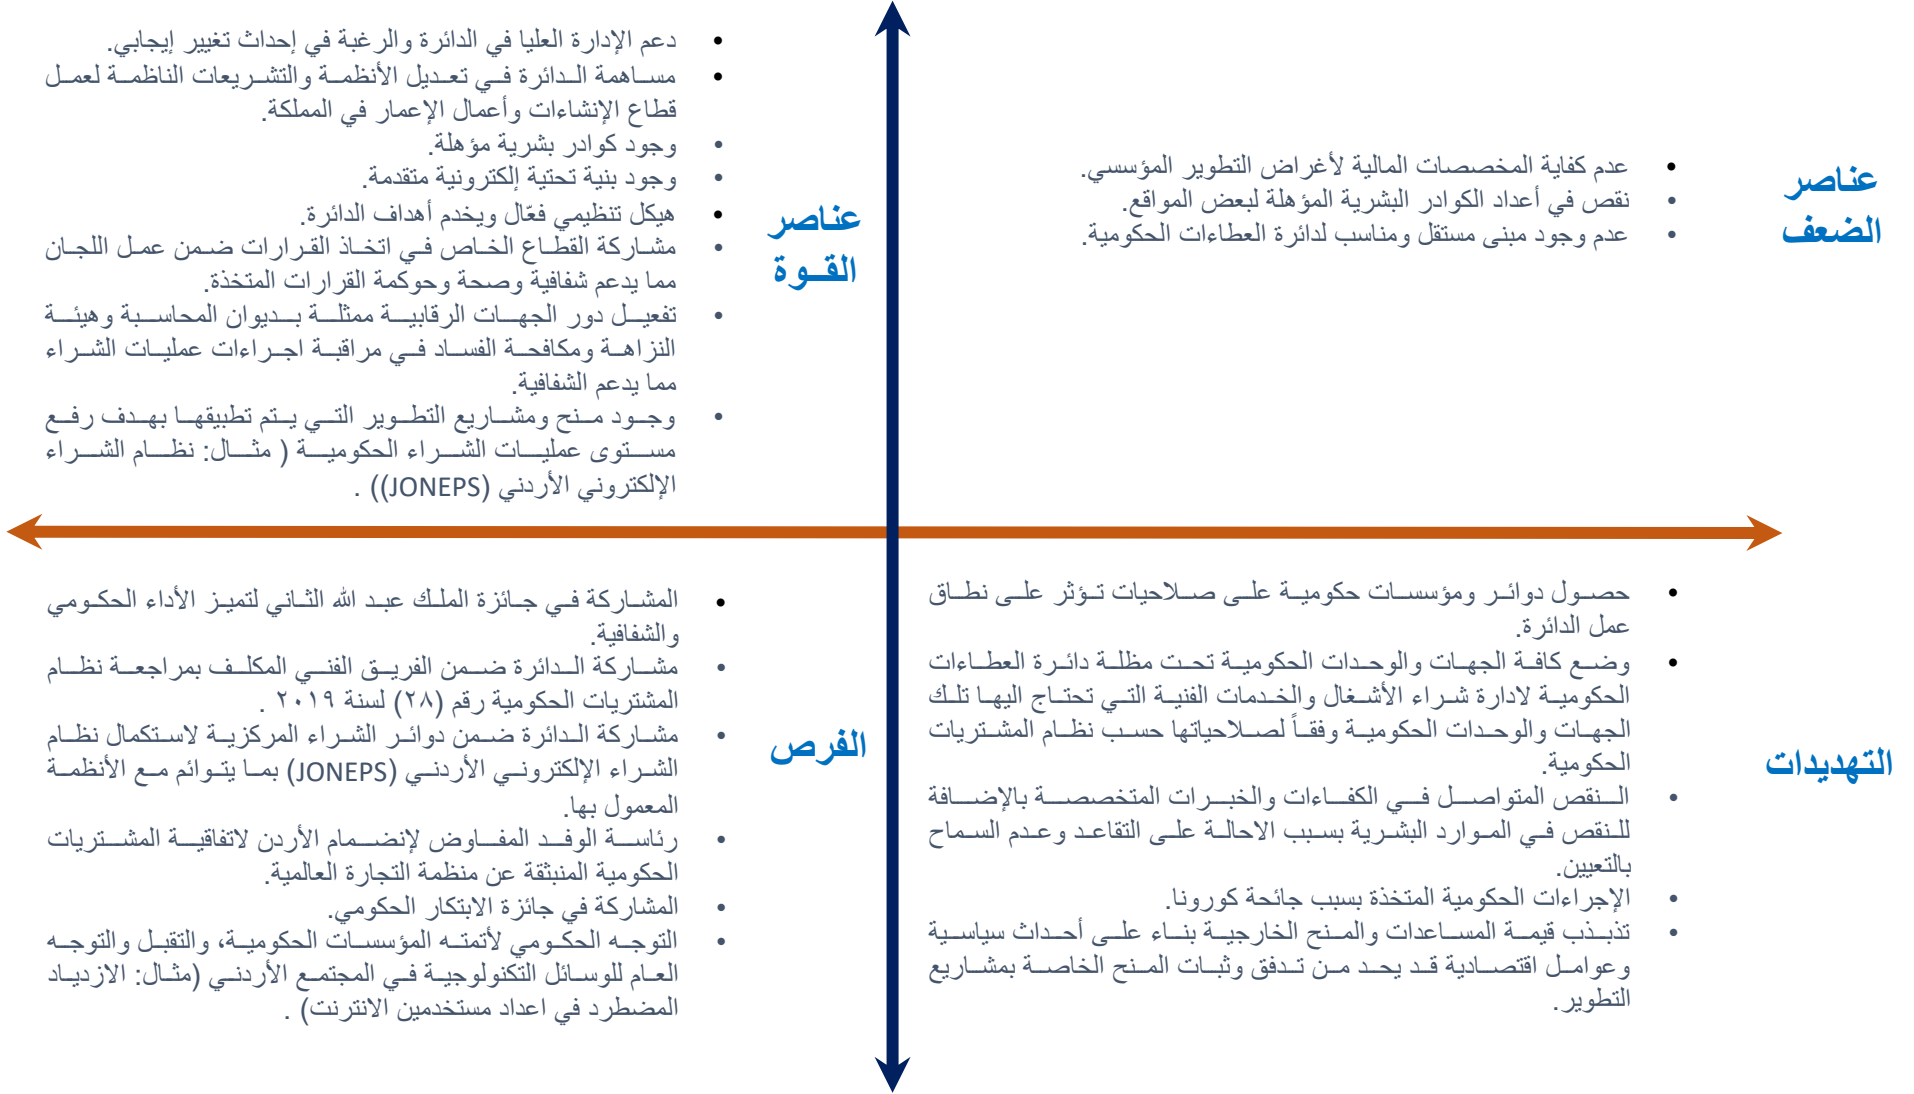 عناصر
القــوة
دعم الإدارة العليا في الدائرة والرغبة في إحداث تغيير إيجابي.
مساهمة الدائرة في تعديل الأنظمة والتشريعات الناظمة لعمل
قطاع الإنشاءات وأعمال الإعمار في المملكة.
وجود كوادر بشرية مؤهلة.
وجود بنية تحتية إلكترونية متقدمة.
هيكل تنظيمي فعّال ويخدم أهداف الدائرة.
مشاركة القطاع الخاص في اتخاذ القرارات ضمن عمل اللجان
مما يدعم شفافية وصحة وحوكمة القرارات المتخذة.
تفعيل دور الجهات الرقابية ممثلة بديوان المحاسبة وهيئة
النزاهة ومكافحة الفساد في مراقبة اجراءات عمليات الشراء
مما يدعم الشفافية.
وجود منح ومشاريع التطوير التي يتم تطبيقها بهدف رفع
مستوى عمليات الشراء الحكومية ( مثال: نظام الشراء
الإلكتروني الأردني (JONEPS)) .
عناصر
الضعف
عدم كفاية المخصصات المالية لأغراض التطوير المؤسسي.
نقص في أعداد الكوادر البشرية المؤهلة لبعض المواقع.
عدم وجود مبنى مستقل ومناسب لدائرة العطاءات الحكومية.
الفرص
المشاركة في جائزة الملك عبد الله الثاني لتميز الأداء الحكومي
والشفافية.
مشاركة الدائرة ضمن الفريق الفني المكلف بمراجعة نظام
المشتريات الحكومية رقم (٢٨) لسنة ٢٠١٩ .
مشاركة الدائرة ضمن دوائر الشراء المركزية لاستكمال نظام
الشراء الإلكتروني الأردني (JONEPS) بما يتوائم مع الأنظمة
المعمول بها.
رئاسة الوفد المفاوض لإنضمام الأردن لاتفاقية المشتريات
الحكومية المنبثقة عن منظمة التجارة العالمية.
المشاركة في جائزة الابتكار الحكومي.
التوجه الحكومي لأتمته المؤسسات الحكومية، والتقبل والتوجه
العام للوسائل التكنولوجية في المجتمع الأردني (مثال: الازدياد
المضطرد في اعداد مستخدمين الانترنت) .
التهديدات
حصول دوائر ومؤسسات حكومية على صلاحيات تؤثر على نطاق
عمل الدائرة.
وضع كافة الجهات والوحدات الحكومية تحت مظلة دائرة العطاءات
الحكومية لادارة شراء الأشغال والخدمات الفنية التي تحتاج اليها تلك
الجهات والوحدات الحكومية وفقاً لصلاحياتها حسب نظام المشتريات
الحكومية.
النقص المتواصل في الكفاءات والخبرات المتخصصة بالإضافة
للنقص في الموارد البشرية بسبب الاحالة على التقاعد وعدم السماح
بالتعيين.
الإجراءات الحكومية المتخذة بسبب جائحة كورونا.
تذبذب قيمة المساعدات والمنح الخارجية بناء على أحداث سياسية
وعوامل اقتصادية قد يحد من تدفق وثبات المنح الخاصة بمشاريع
التطوير.